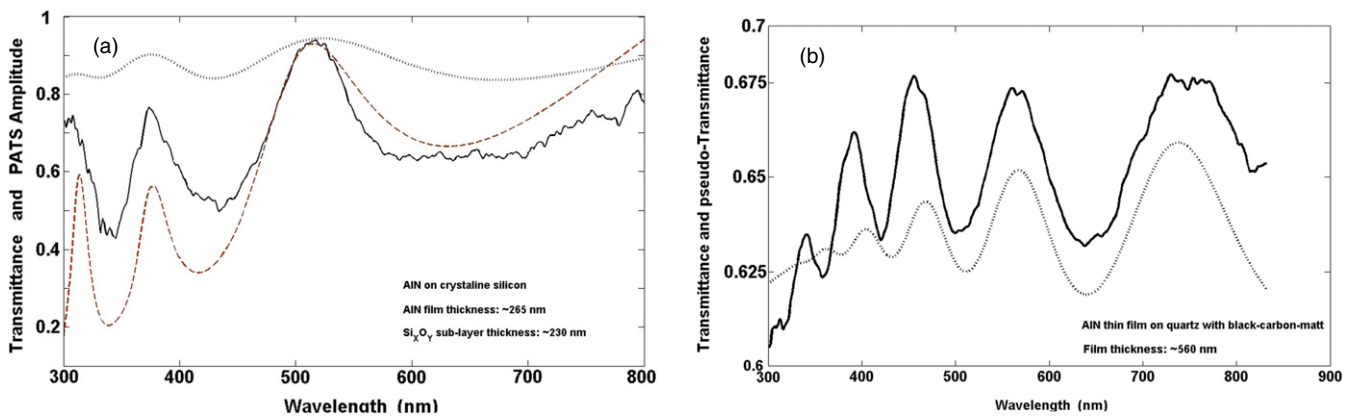 (a)
Transmittance and PATS Amplitude
1
0.8
0.6
0.4
0.2
300
400
500
600
700
800
Wavelength (nm)
AlN on crystaline silicon
AlN film thickness: ~265 nm
SiXOY sub-layer thickness: ~230 nm
(b)
Transmittance and pseudo-Transmittance
0.7
0.675
0.65
0.625
0.6
300
400
500
600
700
800
900
Wavelength (nm)
AlN thin film on quartz with black-carbon-matt
Film thickness: ~560 nm